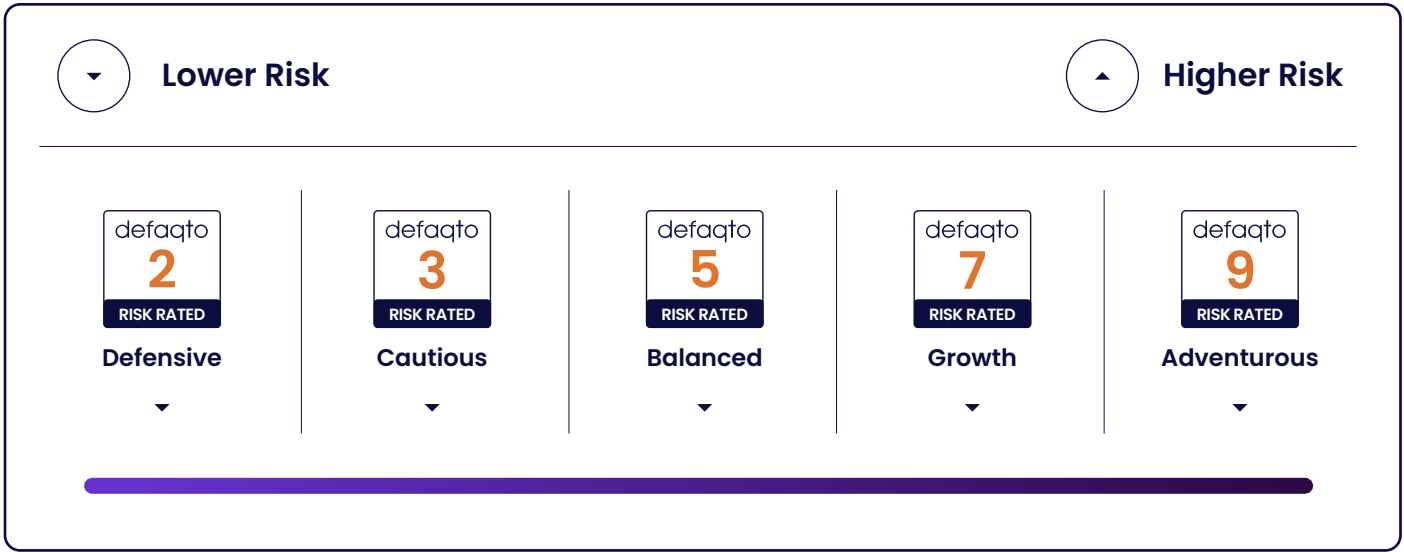 Lower Risk
Higher Risk
defaqto
2
RISK RATED
Defensive
defaqto
3
RISK RATED
Cautious
defaqto
5
RISK RATED
Balanced
defaqto
7
RISK RATED
Growth
defaqto
9
RISK RATED
Adventurous